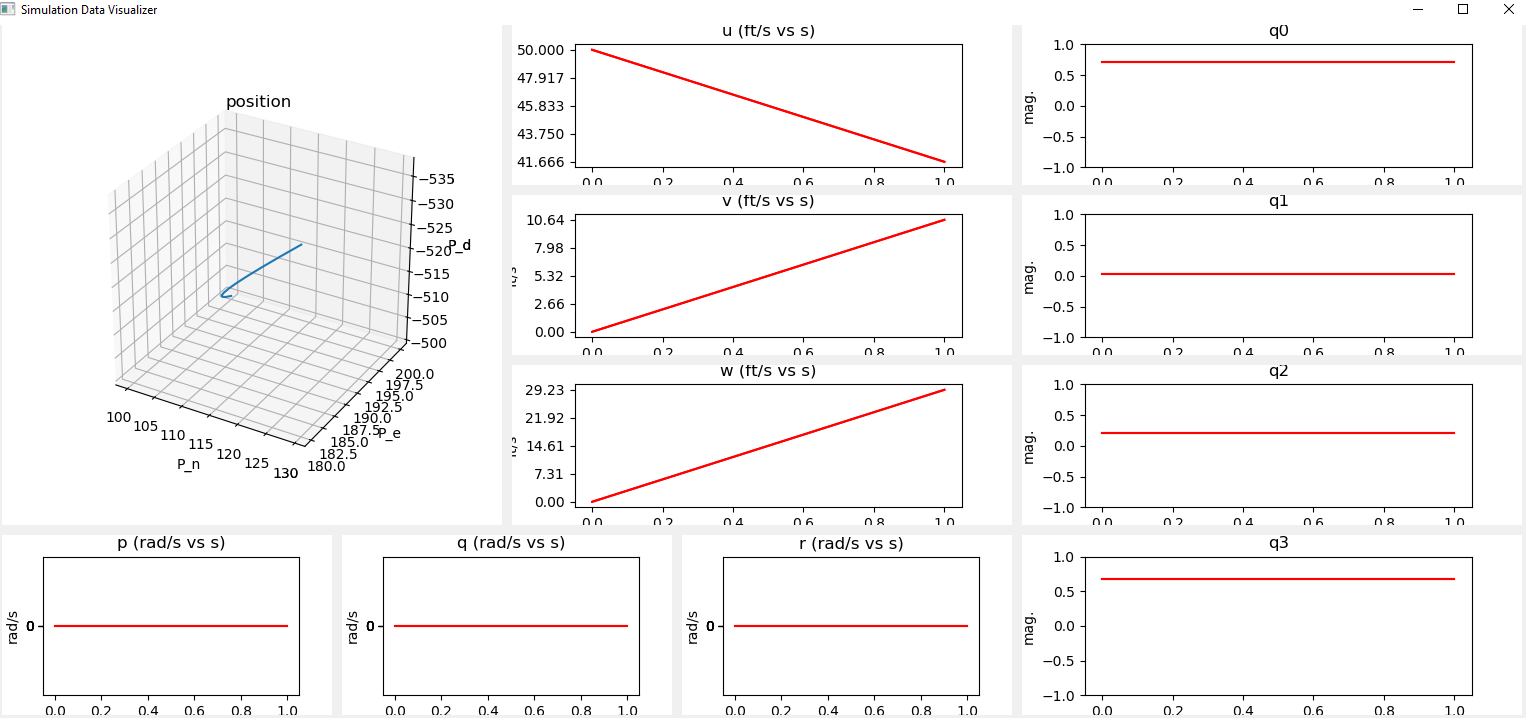 Simulation Data Visualizer
position
−535
−530
−525
−520
−515
−510
−505
−500
P_d
100
105
110
115
120
125
130
P_n
180.0
182.5
185.0
187.5
190.0
192.5
195.0
197.5
200.0
P_e
u (ft/s vs s)
50.000
47.917
45.833
43.750
41.666
0.0 0.2 0.4 0.6 0.8 1.0
v (ft/s vs s)
10.64
7.98
5.32
2.66
0.00
ft/s
0.0 0.2 0.4 0.6 0.8 1.0
w (ft/s vs s)
29.23
21.92
14.61
7.31
0.00
ft/s
0.0 0.2 0.4 0.6 0.8 1.0
q0
1.0
0.5
0.0
−0.5
−1.0
mag.
0.0 0.2 0.4 0.6 0.8 1.0
q1
1.0
0.5
0.0
−0.5
−1.0
mag.
0.0 0.2 0.4 0.6 0.8 1.0
q2
1.0
0.5
0.0
−0.5
−1.0
mag.
0.0 0.2 0.4 0.6 0.8 1.0
p (rad/s vs s)
rad/s
0
0.0 0.2 0.4 0.6 0.8 1.0
q (rad/s vs s)
rad/s
0
0.0 0.2 0.4 0.6 0.8 1.0
r (rad/s vs s)
rad/s
0
0.0 0.2 0.4 0.6 0.8 1.0
q3
1.0
0.5
0.0
−0.5
−1.0
mag.
0.0 0.2 0.4 0.6 0.8 1.0